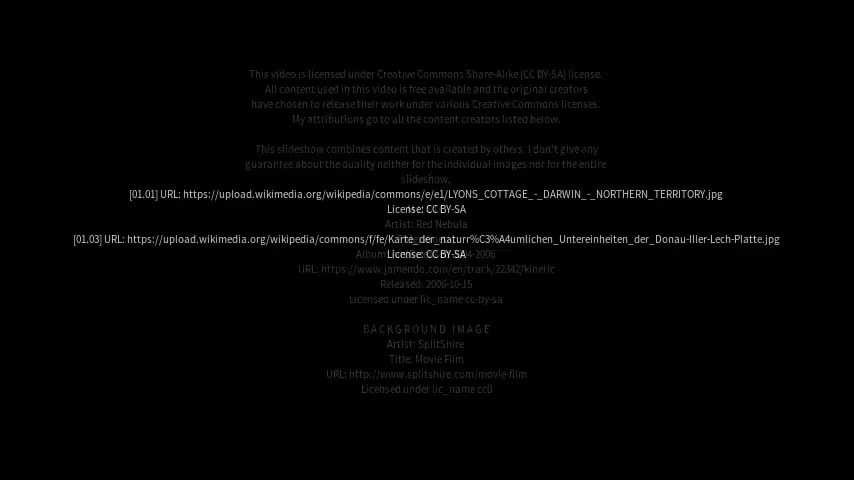 This video is licensed under Creative Commons Share-Alike (CC BY-SA) license.
All content used in this video is free available and the original creators
have chosen to release their work under various Creative Commons licenses.
My attributions go to all the content creators listed below.
This slideshow combines content that is created by others. I don't give any
guarantee about the quality neither for the individual images nor for the entire
slideshow.
[01.01] URL: https://upload.wikimedia.org/wikipedia/commons/e/e1/LYONS_COTTAGE_-_DARWIN_-_NORTHERN_TERRITORY.jpg
License: CC BY-SA
Artist: Red Nebula
[01.03] URL: https://upload.wikimedia.org/wikipedia/commons/f/fe/Karte_der_naturr%C3%A4umlichen_Untereinheiten_der_Donau-Iller-Lech-Platte.jpg
Album:
License: CC BY-SA
URL: https://www.jamendo.com/en/track/22342/kinetic
Released: 2006-10-15
Licensed under lic_name cc-by-sa
BACKGROUND IMAGE
Artist: SplitShire
Title: Movie Film
URL: http://www.splitshire.com/movie-film
Licensed under lic_name cc0